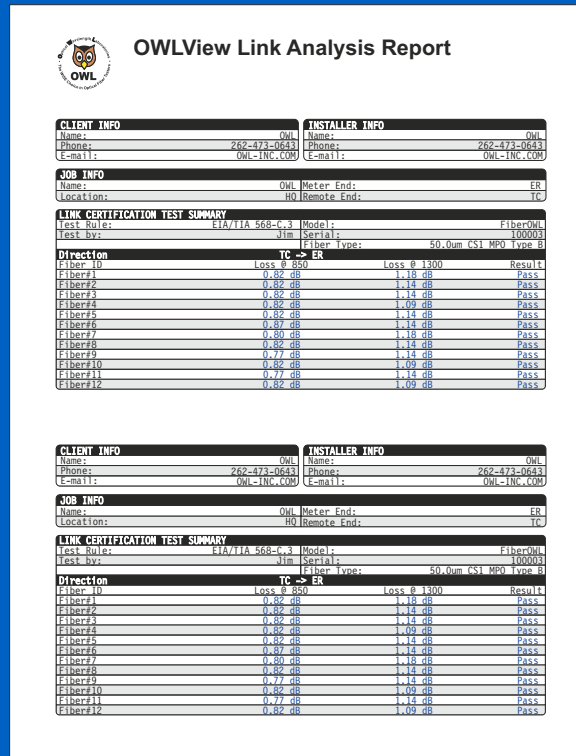 Optical Wavelength Laboratories
OWL
OWLView Link Analysis Report
CLIENT INFO INSTALLER INFO
Name: OWL Name: OWL
Phone: 262-473-0643 Phone: 262-473-0643
E-mail: OWL-INC.COM E-mail: OWL-INC.COM
JOB INFO
Name: OWL Meter End: ER
Location: HQ Remote End: TC
LINK CERTIFICATION TEST SUMMARY
Test Rule: EIA/TIA 568-C.3 Model: FiberOWL
Test by: Jim Serial: 100003
Fiber Type: 50.0um CS1 MPO Type B
Direction TC -> ER
Fiber ID Loss @ 850 Loss @ 1300 Result
Fiber#1 0.82 dB 1.18 dB Pass
Fiber#2 0.82 dB 1.14 dB Pass
Fiber#3 0.82 dB 1.14 dB Pass
Fiber#4 0.82 dB 1.09 dB Pass
Fiber#5 0.82 dB 1.14 dB Pass
Fiber#6 0.87 dB 1.14 dB Pass
Fiber#7 0.80 dB 1.18 dB Pass
Fiber#8 0.82 dB 1.14 dB Pass
Fiber#9 0.77 dB 1.14 dB Pass
Fiber#10 0.82 dB 1.09 dB Pass
Fiber#11 0.77 dB 1.14 dB Pass
Fiber#12 0.82 dB 1.09 dB Pass
CLIENT INFO INSTALLER INFO
Name: OWL Name: OWL
Phone: 262-473-0643 Phone: 262-473-0643
E-mail: OWL-INC.COM E-mail: OWL-INC.COM
JOB INFO
Name: OWL Meter End: ER
Location: HQ Remote End: TC
LINK CERTIFICATION TEST SUMMARY
Test Rule: EIA/TIA 568-C.3 Model: FiberOWL
Test by: Jim Serial: 100003
Fiber Type: 50.0um CS1 MPO Type B
Direction TC -> ER
Fiber ID Loss @ 850 Loss @ 1300 Result
Fiber#1 0.82 dB 1.18 dB Pass
Fiber#2 0.82 dB 1.14 dB Pass
Fiber#3 0.82 dB 1.14 dB Pass
Fiber#4 0.82 dB 1.09 dB Pass
Fiber#5 0.82 dB 1.14 dB Pass
Fiber#6 0.87 dB 1.14 dB Pass
Fiber#7 0.80 dB 1.18 dB Pass
Fiber#8 0.82 dB 1.14 dB Pass
Fiber#9 0.77 dB 1.14 dB Pass
Fiber#10 0.82 dB 1.09 dB Pass
Fiber#11 0.77 dB 1.14 dB Pass
Fiber#12 0.82 dB 1.09 dB Pass